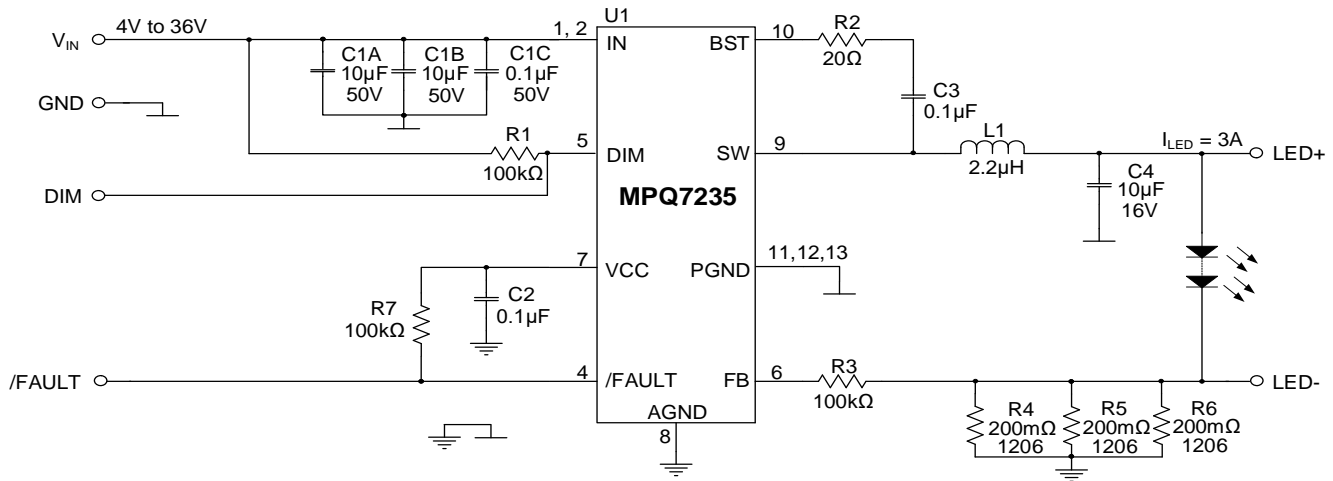 U1
4V to 36V
V_IN
1, 2
IN
BST
10
R2
20Ω
C1A
10µF
50V
C1B
10µF
50V
C1C
0.1µF
50V
C3
0.1µF
GND
R1
100kΩ
5
DIM
SW
9
L1
2.2µH
I_LED = 3A
LED+
DIM
MPQ7235
C4
10µF
16V
7
VCC
PGND
11,12,13
R7
100kΩ
C2
0.1µF
/FAULT
4
/FAULT
FB
6
R3
100kΩ
LED-
AGND
8
R4
200mΩ
1206
R5
200mΩ
1206
R6
200mΩ
1206